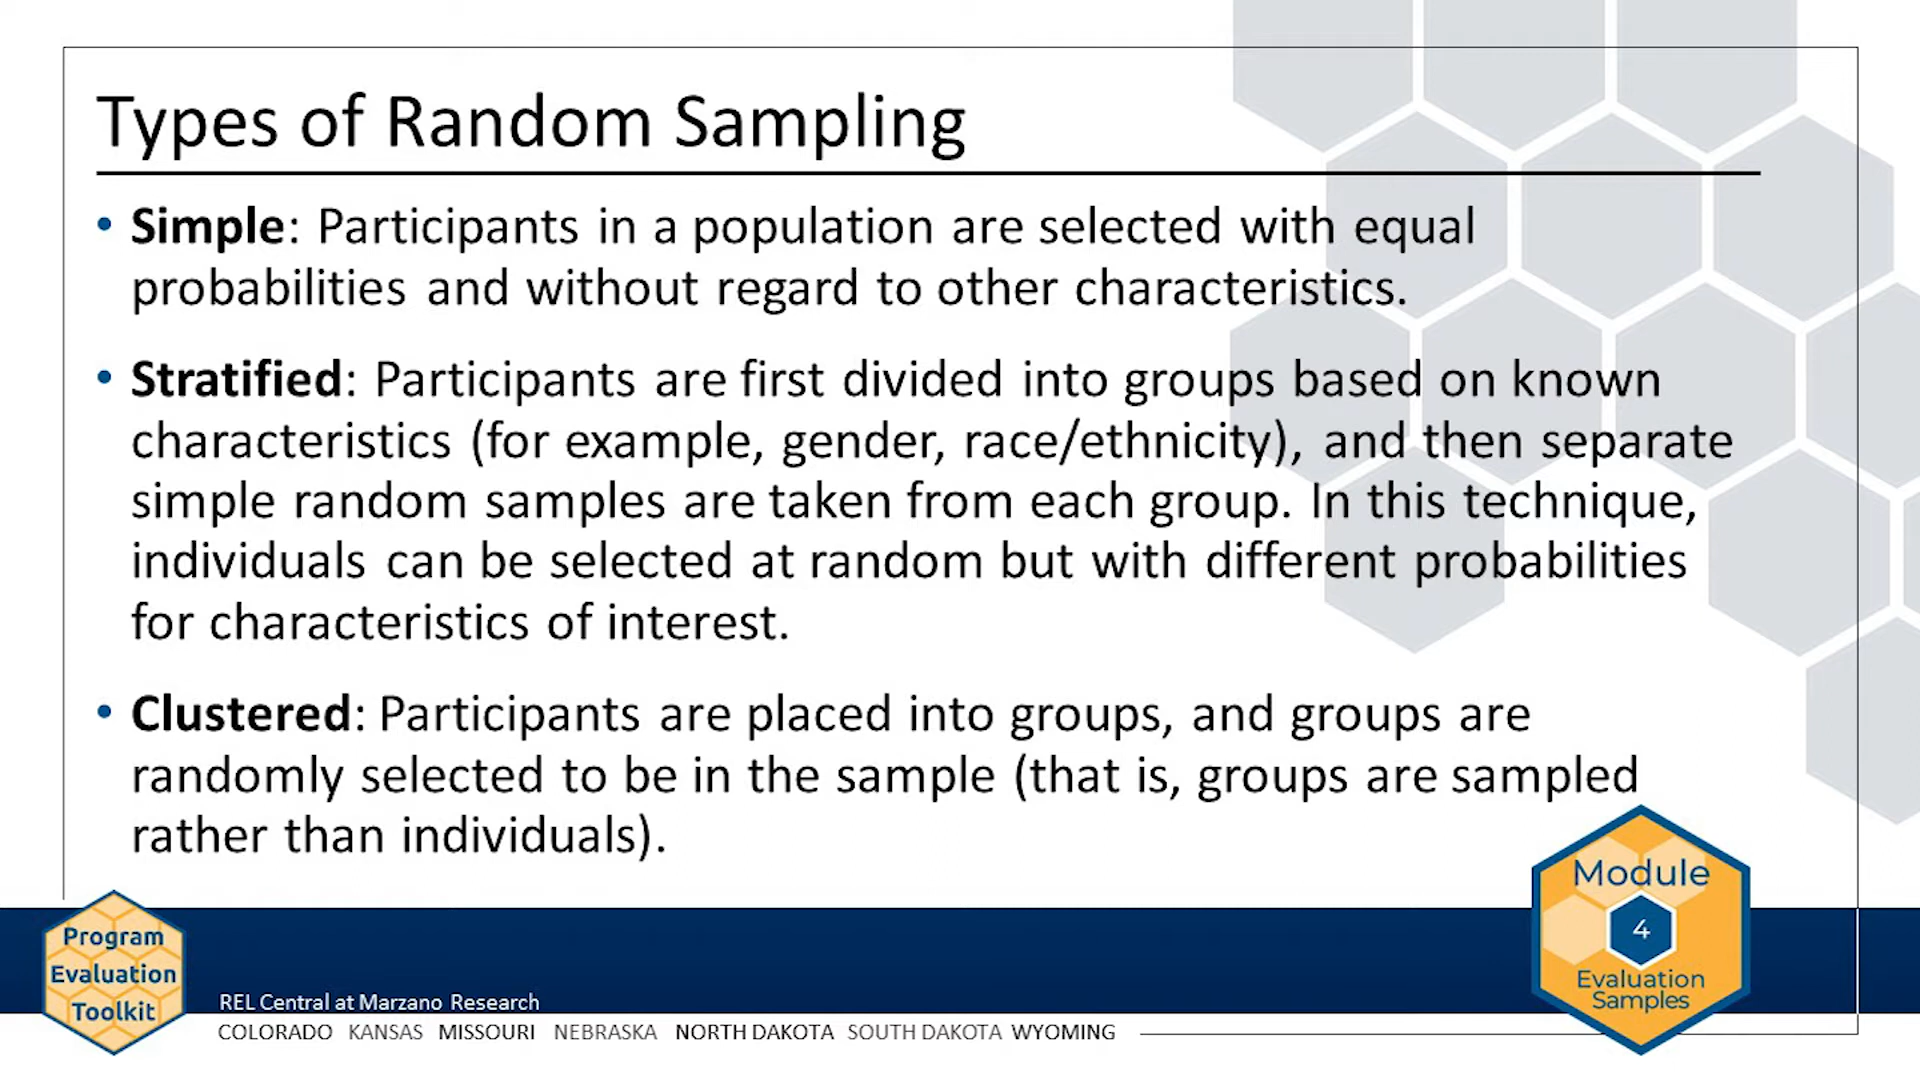 Types of Random Sampling
• Simple: Participants in a population are selected with equal
probabilities and without regard to other characteristics.
• Stratified: Participants are first divided into groups based on known
characteristics (for example, gender, race/ethnicity), and then separate
simple random samples are taken from each group. In this technique,
individuals can be selected at random but with different probabilities
for characteristics of interest.
• Clustered: Participants are placed into groups, and groups are
randomly selected to be in the sample (that is, groups are sampled
rather than individuals).
Program
Evaluation
Toolkit
REL Central at Marzano Research
COLORADO KANSAS MISSOURI NEBRASKA NORTH DAKOTA SOUTH DAKOTA WYOMING
Module
4
Evaluation
Samples